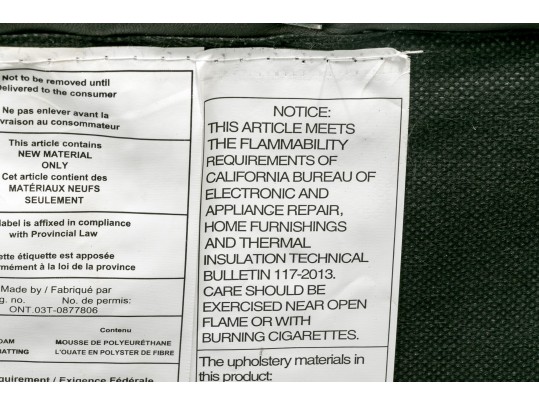 Not to be removed until
Delivered to the consumer
Ne pas enlever avant la
livraison au consommateur
This article contains
NEW MATERIAL
ONLY
Cet article contient des
MATÉRIAUX NEUFS
SEULEMENT
label is affixed in compliance
with Provincial Law
ette étiquette est apposée
rmément à la loi de la province
Made by / Fabriqué par
g. no. No. de permis:
ONT.03T-0877806
Contenu
OAM MOUSSE DE POLYEURÉTHANE
BATTING L'OUATE EN POLYSTER DE FIBRE
quirement / Exigence Fédérale
NOTICE:
THIS ARTICLE MEETS
THE FLAMMABILITY
REQUIREMENTS OF
CALIFORNIA BUREAU OF
ELECTRONIC AND
APPLIANCE REPAIR,
HOME FURNISHINGS
AND THERMAL
INSULATION TECHNICAL
BULLETIN 117-2013.
CARE SHOULD BE
EXERCISED NEAR OPEN
FLAME OR WITH
BURNING CIGARETTES.
The upholstery materials in
this product: